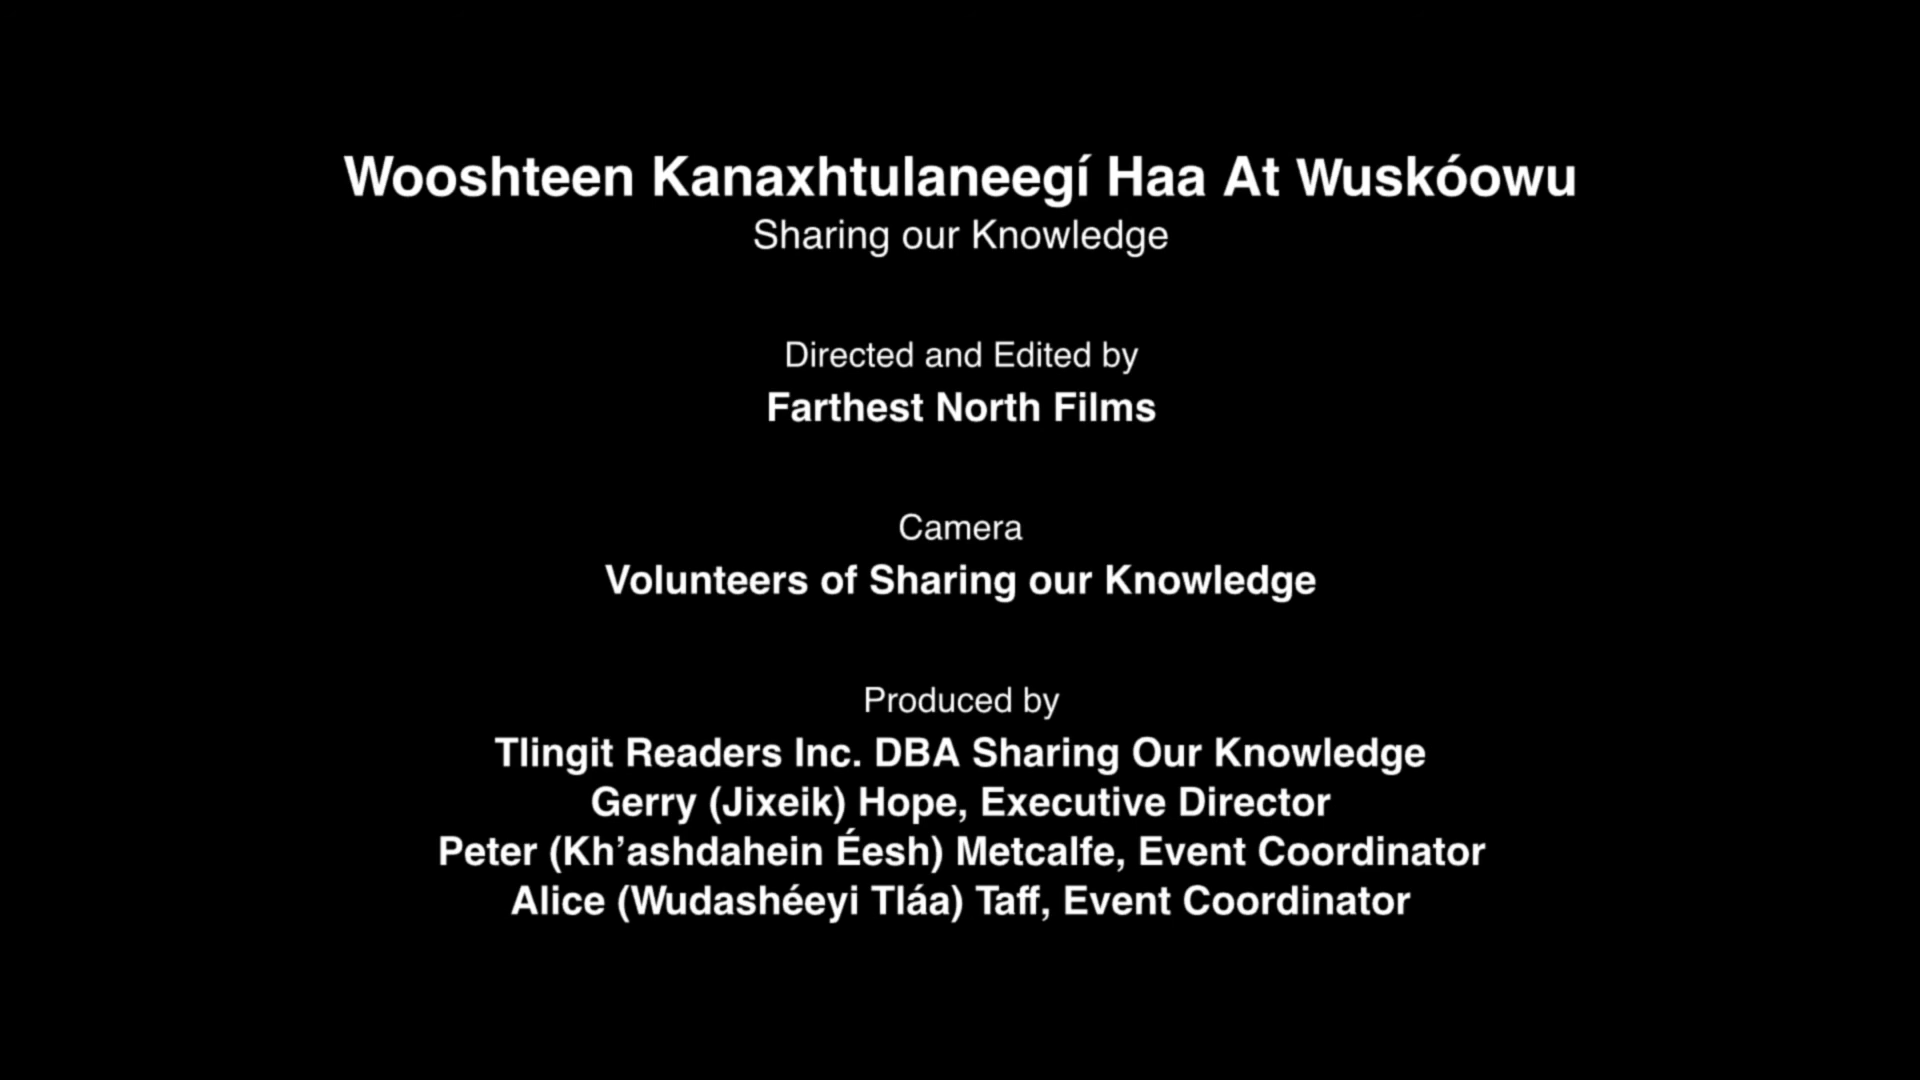 Wooshteen Kanaxhtulaneegí Haa At Wuskóowu
Sharing our Knowledge
Directed and Edited by
Farthest North Films
Camera
Volunteers of Sharing our Knowledge
Produced by
Tlingit Readers Inc. DBA Sharing Our Knowledge
Gerry (Jixeik) Hope, Executive Director
Peter (Kh’ashdahein Éesh) Metcalfe, Event Coordinator
Alice (Wudashéeyi Tláa) Taff, Event Coordinator